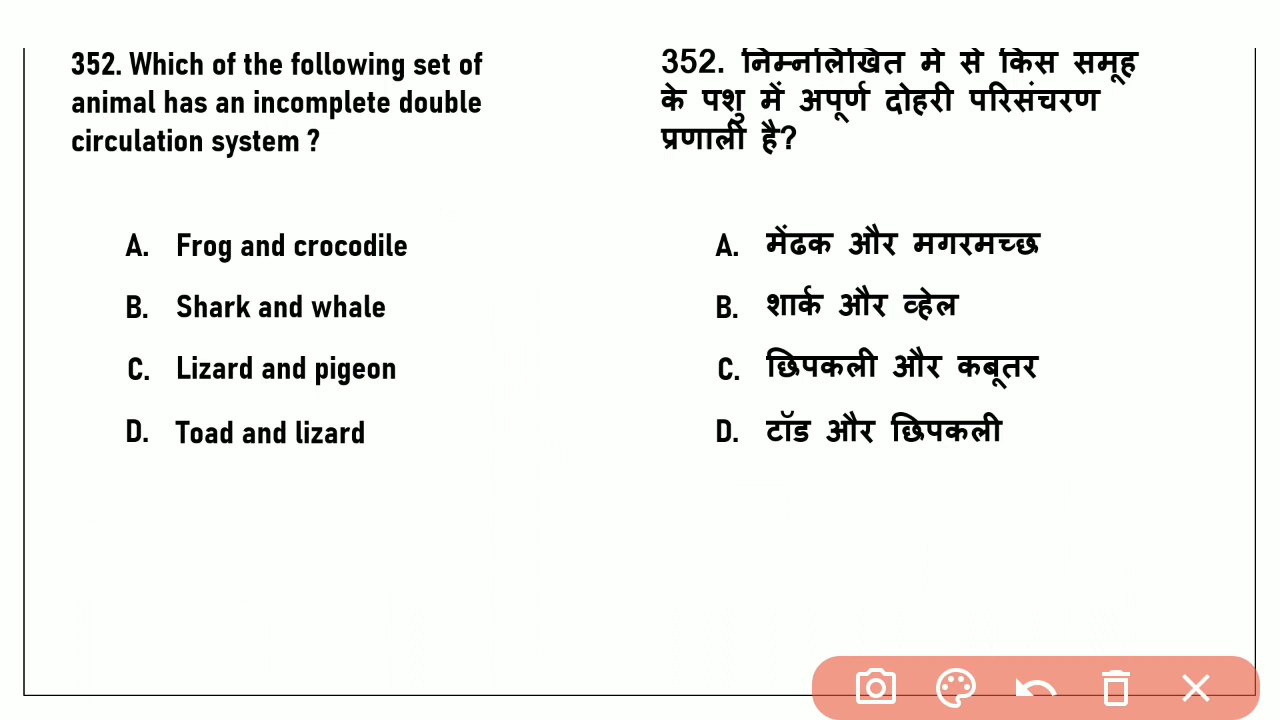 352. Which of the following set of
animal has an incomplete double
circulation system ?
A. Frog and crocodile
B. Shark and whale
C. Lizard and pigeon
D. Toad and lizard
352. निम्नलिखित में से किस समूह
के पशु में अपूर्ण दोहरी परिसंचरण
प्रणाली है?
A. मेंढक और मगरमच्छ
B. शार्क और व्हेल
C. छिपकली और कबूतर
D. टॉड और छिपकली